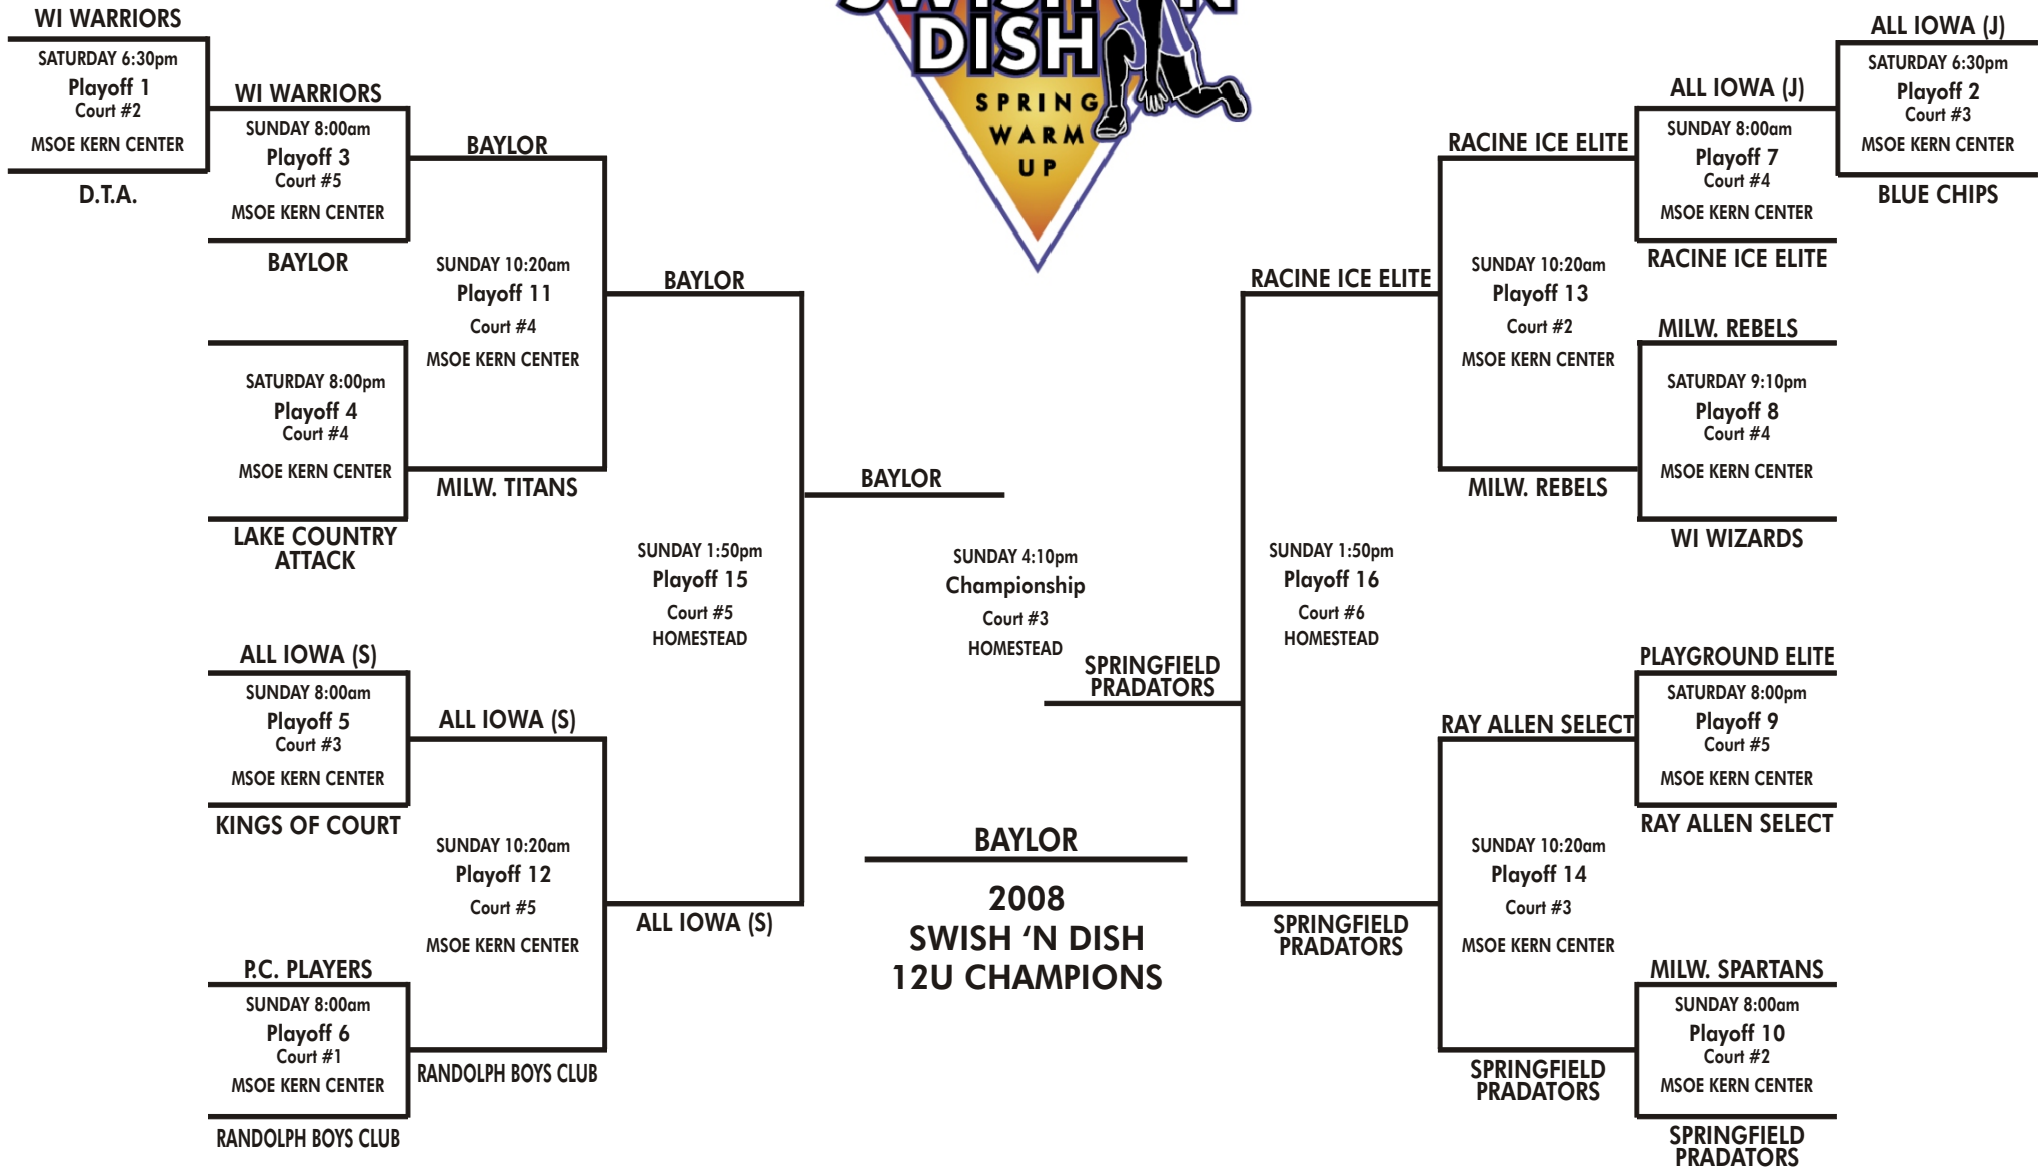 SWISH 'N
DISH
SPRING
WARM
UP
WI WARRIORS
SATURDAY 6:30pm
Playoff 1
Court #2
MSOE KERN CENTER
D.T.A.
WI WARRIORS
SUNDAY 8:00am
Playoff 3
Court #5
MSOE KERN CENTER
BAYLOR
SATURDAY 8:00pm
Playoff 4
Court #4
MSOE KERN CENTER
LAKE COUNTRY
ATTACK
ALL IOWA (S)
SUNDAY 8:00am
Playoff 5
Court #3
MSOE KERN CENTER
KINGS OF COURT
P.C. PLAYERS
SUNDAY 8:00am
Playoff 6
Court #1
MSOE KERN CENTER
RANDOLPH BOYS CLUB
BAYLOR
SUNDAY 10:20am
Playoff 11
Court #4
MSOE KERN CENTER
MILW. TITANS
ALL IOWA (S)
SUNDAY 10:20am
Playoff 12
Court #5
MSOE KERN CENTER
RANDOLPH BOYS CLUB
BAYLOR
SUNDAY 1:50pm
Playoff 15
Court #5
HOMESTEAD
ALL IOWA (S)
BAYLOR
SUNDAY 4:10pm
Championship
Court #3
HOMESTEAD
SPRINGFIELD
PRADATORS
BAYLOR
2008
SWISH ‘N DISH
12U CHAMPIONS
RACINE ICE ELITE
SUNDAY 1:50pm
Playoff 16
Court #6
HOMESTEAD
SPRINGFIELD
PRADATORS
RACINE ICE ELITE
SUNDAY 10:20am
Playoff 13
Court #2
MSOE KERN CENTER
MILW. REBELS
RAY ALLEN SELECT
SUNDAY 10:20am
Playoff 14
Court #3
MSOE KERN CENTER
SPRINGFIELD
PRADATORS
ALL IOWA (J)
SUNDAY 8:00am
Playoff 7
Court #4
MSOE KERN CENTER
RACINE ICE ELITE
MILW. REBELS
SATURDAY 9:10pm
Playoff 8
Court #4
MSOE KERN CENTER
WI WIZARDS
PLAYGROUND ELITE
SATURDAY 8:00pm
Playoff 9
Court #5
MSOE KERN CENTER
RAY ALLEN SELECT
MILW. SPARTANS
SUNDAY 8:00am
Playoff 10
Court #2
MSOE KERN CENTER
SPRINGFIELD
PRADATORS
ALL IOWA (J)
SATURDAY 6:30pm
Playoff 2
Court #3
MSOE KERN CENTER
BLUE CHIPS